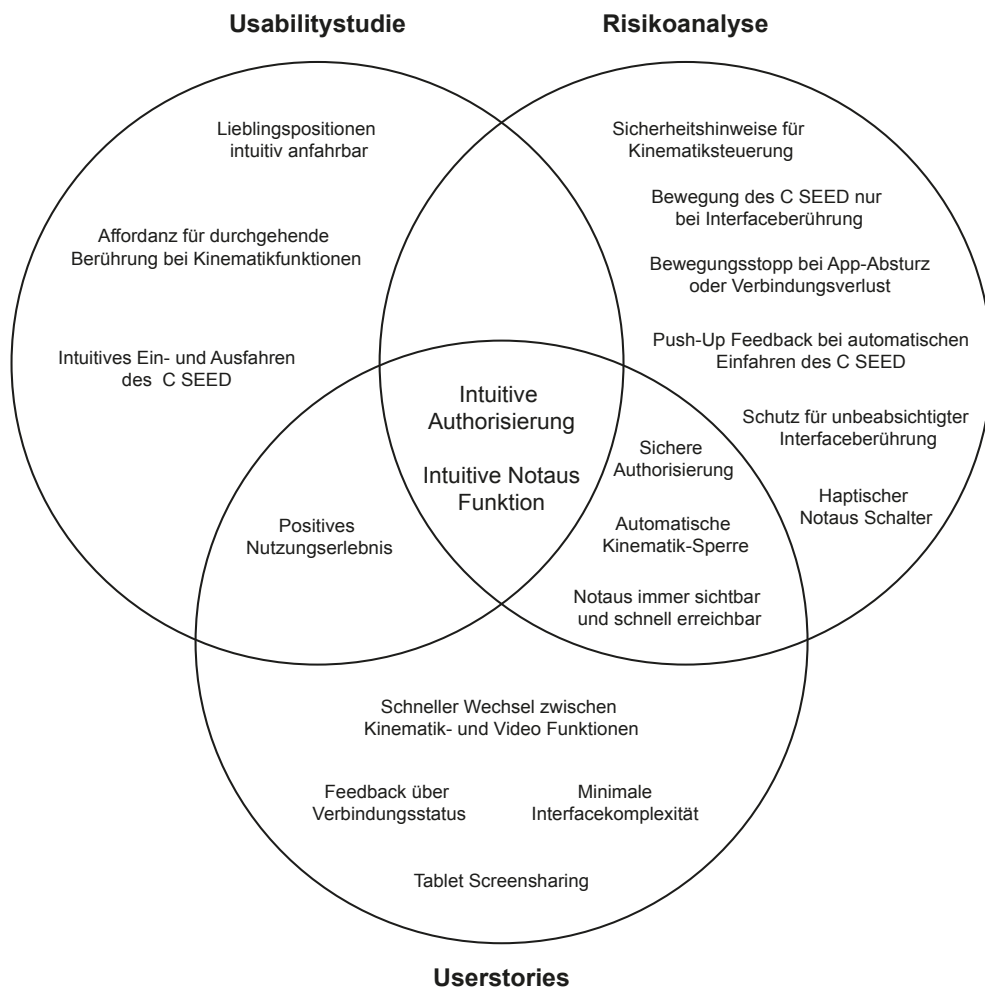 Usabilitystudie
Risikoanalyse
Lieblingspositionen
intuitiv anfahrbar
Affordanz für durchgehende
Berührung bei Kinematikfunktionen
Intuitives Ein- und Ausfahren
des C SEED
Sicherheitshinweise für
Kinematiksteuerung
Bewegung des C SEED nur
bei Interfaceberührung
Bewegungsstopp bei App-Absturz
oder Verbindungsverlust
Push-Up Feedback bei automatischen
Einfahren des C SEED
Schutz für unbeabsichtigter
Interfaceberührung
Haptischer
Notaus Schalter
Intuitive
Authorisierung
Intuitive Notaus
Funktion
Sichere
Authorisierung
Automatische
Kinematik-Sperre
Notaus immer sichtbar
und schnell erreichbar
Positives
Nutzungserlebnis
Schneller Wechsel zwischen
Kinematik- und Video Funktionen
Feedback über
Verbindungsstatus
Minimale
Interfacekomplexität
Tablet Screensharing
Userstories